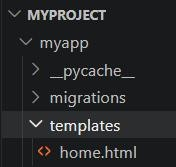 MYPROJECT
myapp
__pycache__
migrations
templates
<> home.html